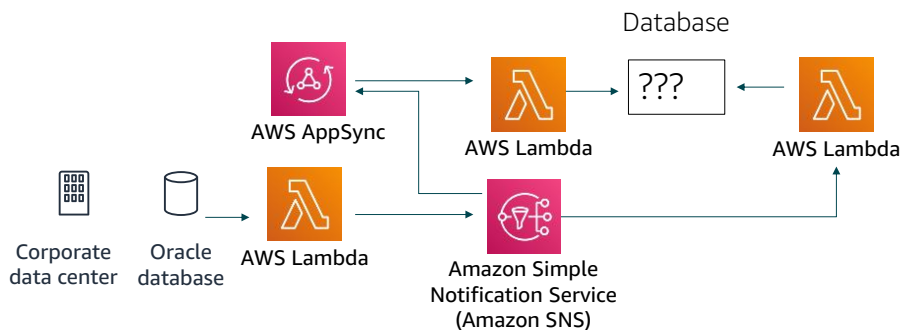 Database
???
AWS AppSync
AWS Lambda
AWS Lambda
Corporate
data center
Oracle
database
AWS Lambda
Amazon Simple
Notification Service
(Amazon SNS)